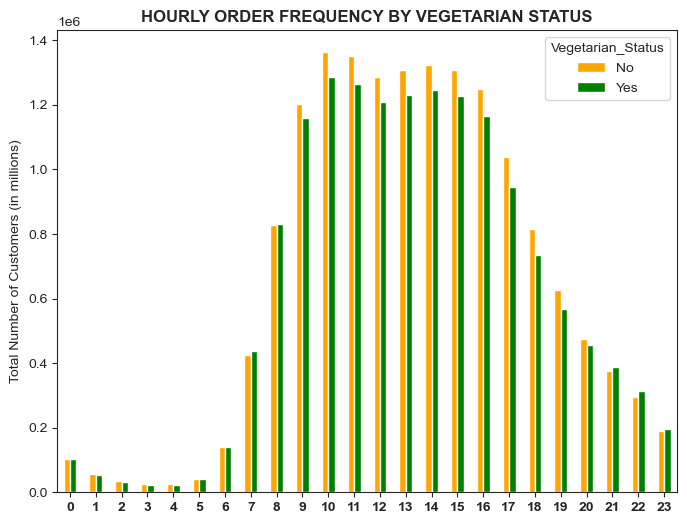 HOURLY ORDER FREQUENCY BY VEGETARIAN STATUS
1e6
1.4
1.2
1.0
0.8
0.6
0.4
0.2
0.0
Total Number of Customers (in millions)
Vegetarian_Status
No
Yes
0 1 2 3 4 5 6 7 8 9 10 11 12 13 14 15 16 17 18 19 20 21 22 23